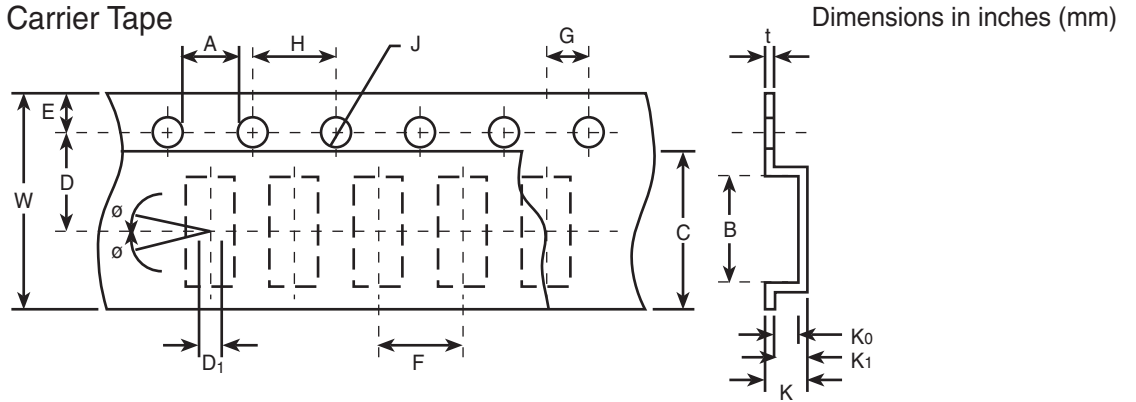 Carrier Tape
Dimensions in inches (mm)
A
H
J
G
t
E
D
W
ø
ø
C
B
D1
F
K0
K1
K